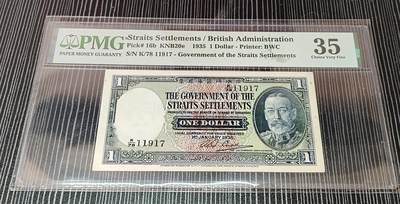 PMG
PAPER MONEY GUARANTY
Straits Settlements / British Administration
Pick# 16b KNB20e 1935 1 Dollar - Printer: BWC
S/N K/78 11917 - Government of the Straits Settlements
35
Choice Very Fine
1
K/78 11917
THE GOVERNMENT OF THE
STRAITS SETTLEMENTS
ONE DOLLAR
1ST JANUARY 1935
K/78 11917
1
1